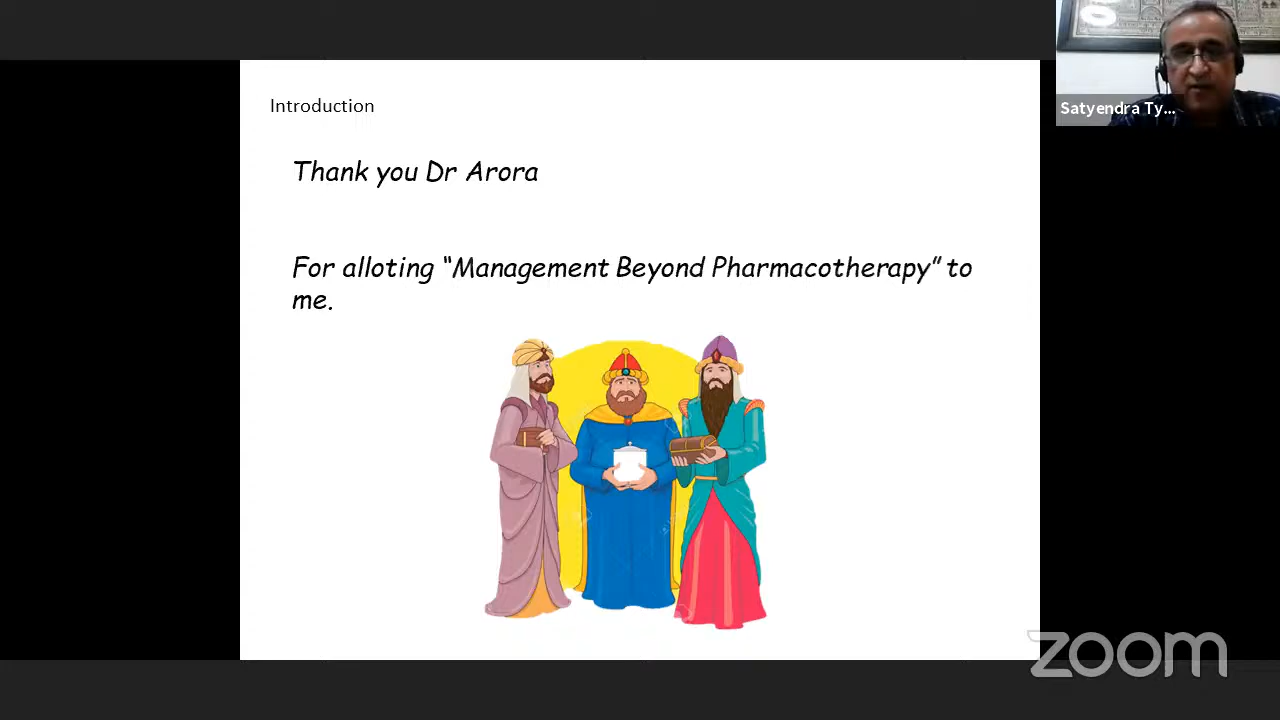 Introduction
Thank you Dr Arora
For alloting “Management Beyond Pharmacotherapy” to
me.
Satyendra Ty...
zoom